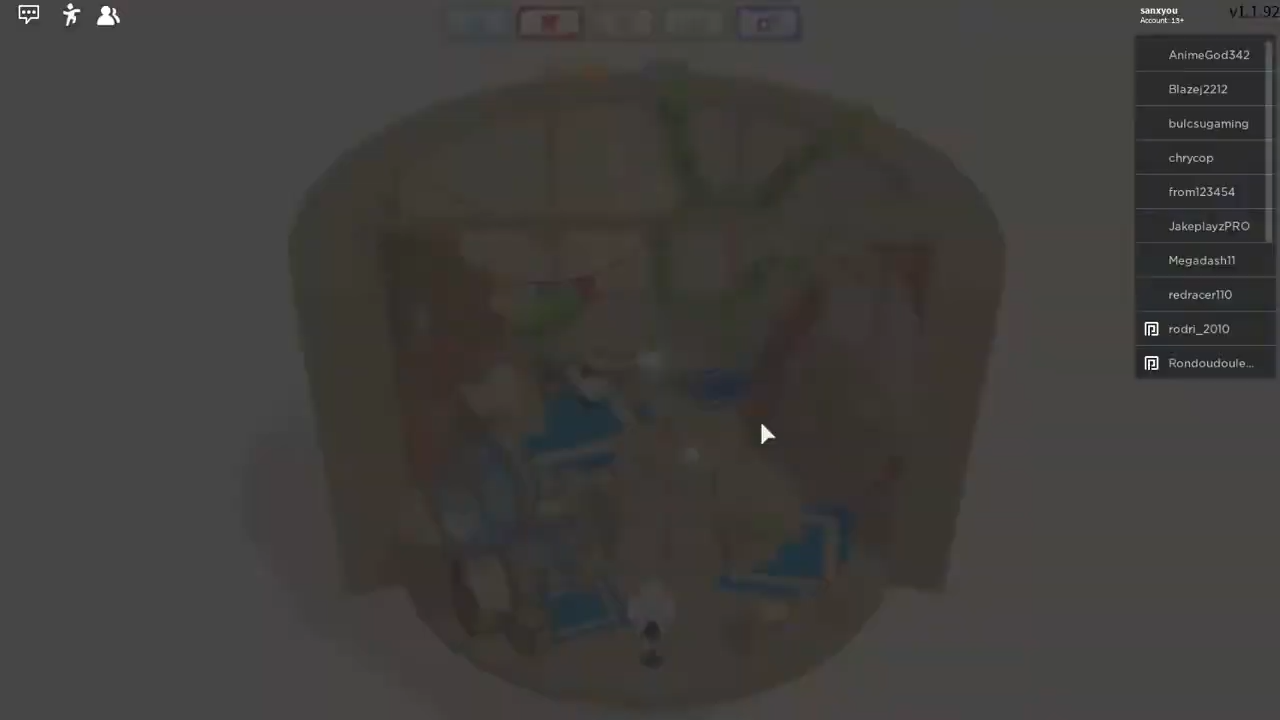 sanxyou
Account: 13+
v1.1.92
AnimeGod342
Blazej2212
bulcsugaming
chrycop
from123454
JakeplayzPRO
Megadash11
redracer110
rodri_2010
Rondoudoule...